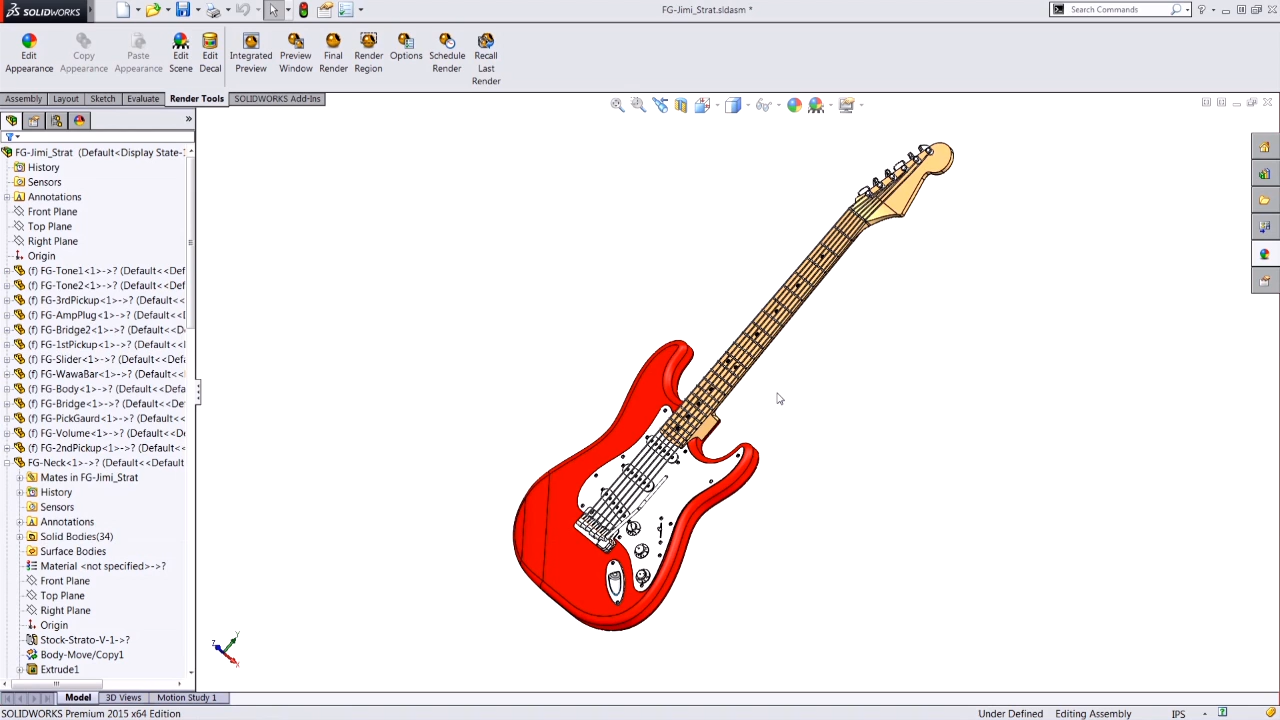 SOLIDWORKS
FG-Jimi_Strat.sldasm *
Search Commands
Edit Appearance
Copy Appearance
Paste Appearance
Edit Scene
Edit Decal
Integrated Preview
Preview Window
Final Render
Render Region
Options
Schedule Render
Recall Last Render
Assembly
Layout
Sketch
Evaluate
Render Tools
SOLIDWORKS Add-Ins
FG-Jimi_Strat (Default<Display State-
History
Sensors
Annotations
Front Plane
Top Plane
Right Plane
Origin
(f) FG-Tone1<1>->? (Default<<Def
(f) FG-Tone2<1>->? (Default<<Def
(f) FG-3rdPickup<1>->? (Default<<
(f) FG-AmpPlug<1>->? (Default<<
(f) FG-Bridge2<1>->? (Default<<D
(f) FG-1stPickup<1>->? (Default<<
(f) FG-Slider<1>->? (Default<<Def
(f) FG-WawaBar<1>->? (Default<<
(f) FG-Body<1>->? (Default<<Def
(f) FG-Bridge<1>->? (Default<<De
(f) FG-PickGaurd<1>->? (Default<
(f) FG-Volume<1>->? (Default<<D
(f) FG-2ndPickup<1>->? (Default<
FG-Neck<1>->? (Default<<Default
Mates in FG-Jimi_Strat
History
Sensors
Annotations
Solid Bodies(34)
Surface Bodies
Material <not specified>->?
Front Plane
Top Plane
Right Plane
Origin
Stock-Strato-V-1->?
Body-Move/Copy1
Extrude1
Model
3D Views
Motion Study 1
SOLIDWORKS Premium 2015 x64 Edition
Under Defined
Editing Assembly
IPS